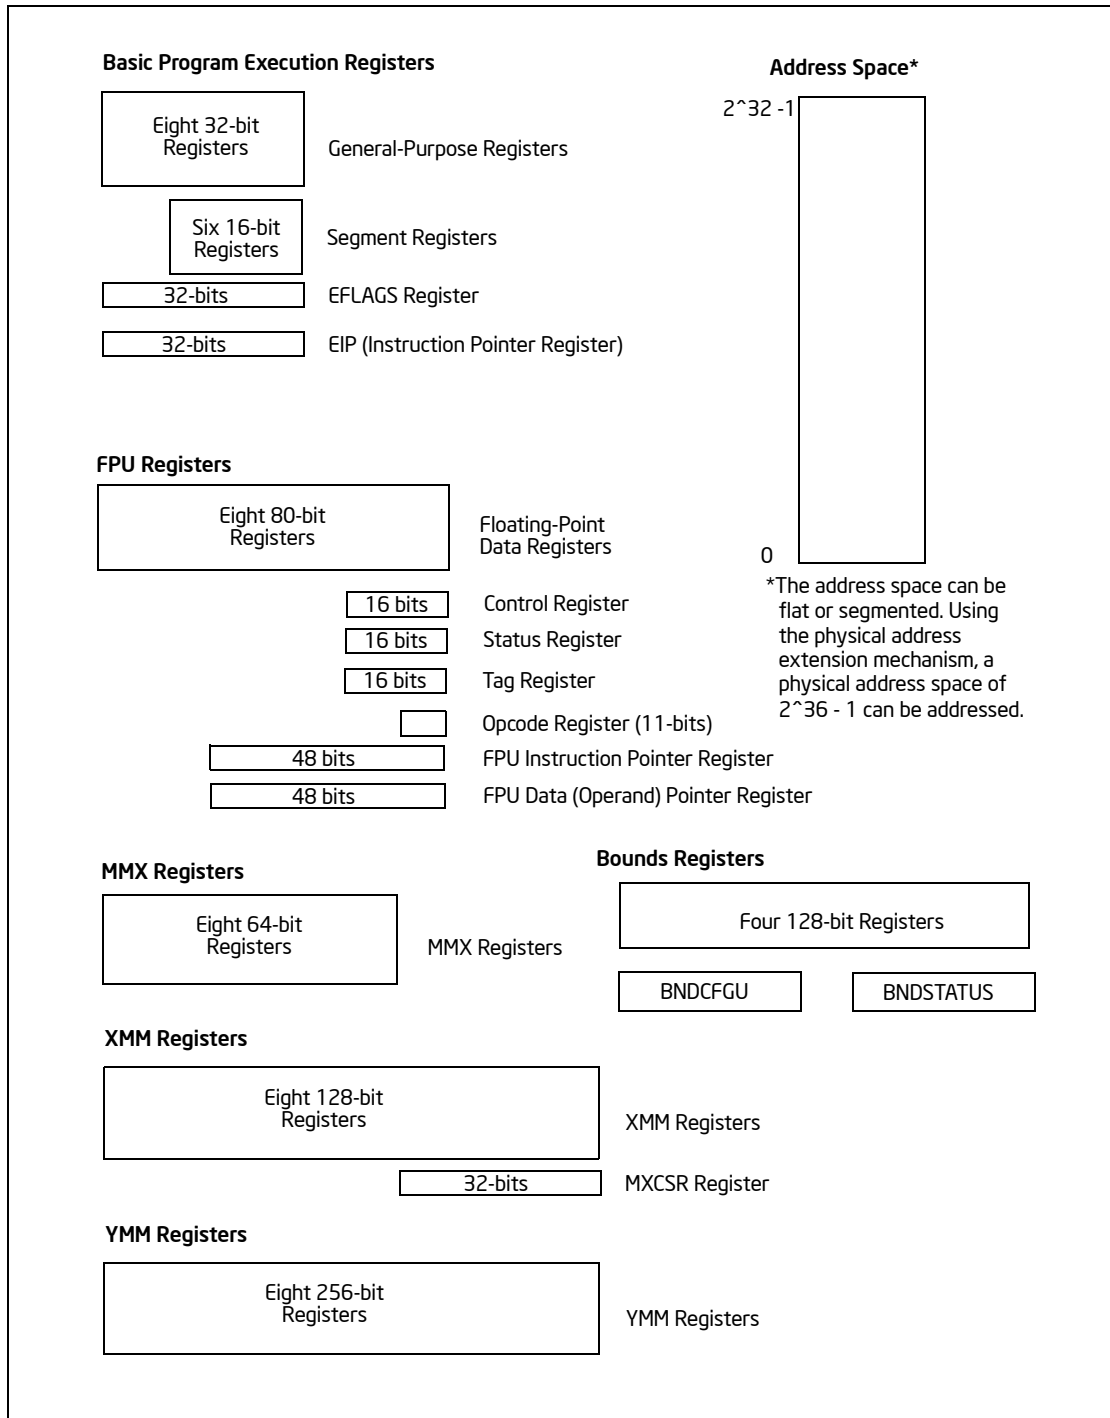 Basic Program Execution Registers
Address Space*
2^32 -1
Eight 32-bit
Registers
General-Purpose Registers
Six 16-bit
Registers
Segment Registers
32-bits
EFLAGS Register
32-bits
EIP (Instruction Pointer Register)
FPU Registers
Eight 80-bit
Registers
Floating-Point
Data Registers
0
*The address space can be
flat or segmented. Using
the physical address
extension mechanism, a
physical address space of
2^36 - 1 can be addressed.
16 bits
Control Register
16 bits
Status Register
16 bits
Tag Register
Opcode Register (11-bits)
48 bits
FPU Instruction Pointer Register
48 bits
FPU Data (Operand) Pointer Register
MMX Registers
Eight 64-bit
Registers
MMX Registers
Bounds Registers
Four 128-bit Registers
BNDCFGU
BNDSTATUS
XMM Registers
Eight 128-bit
Registers
XMM Registers
32-bits
MXCSR Register
YMM Registers
Eight 256-bit
Registers
YMM Registers